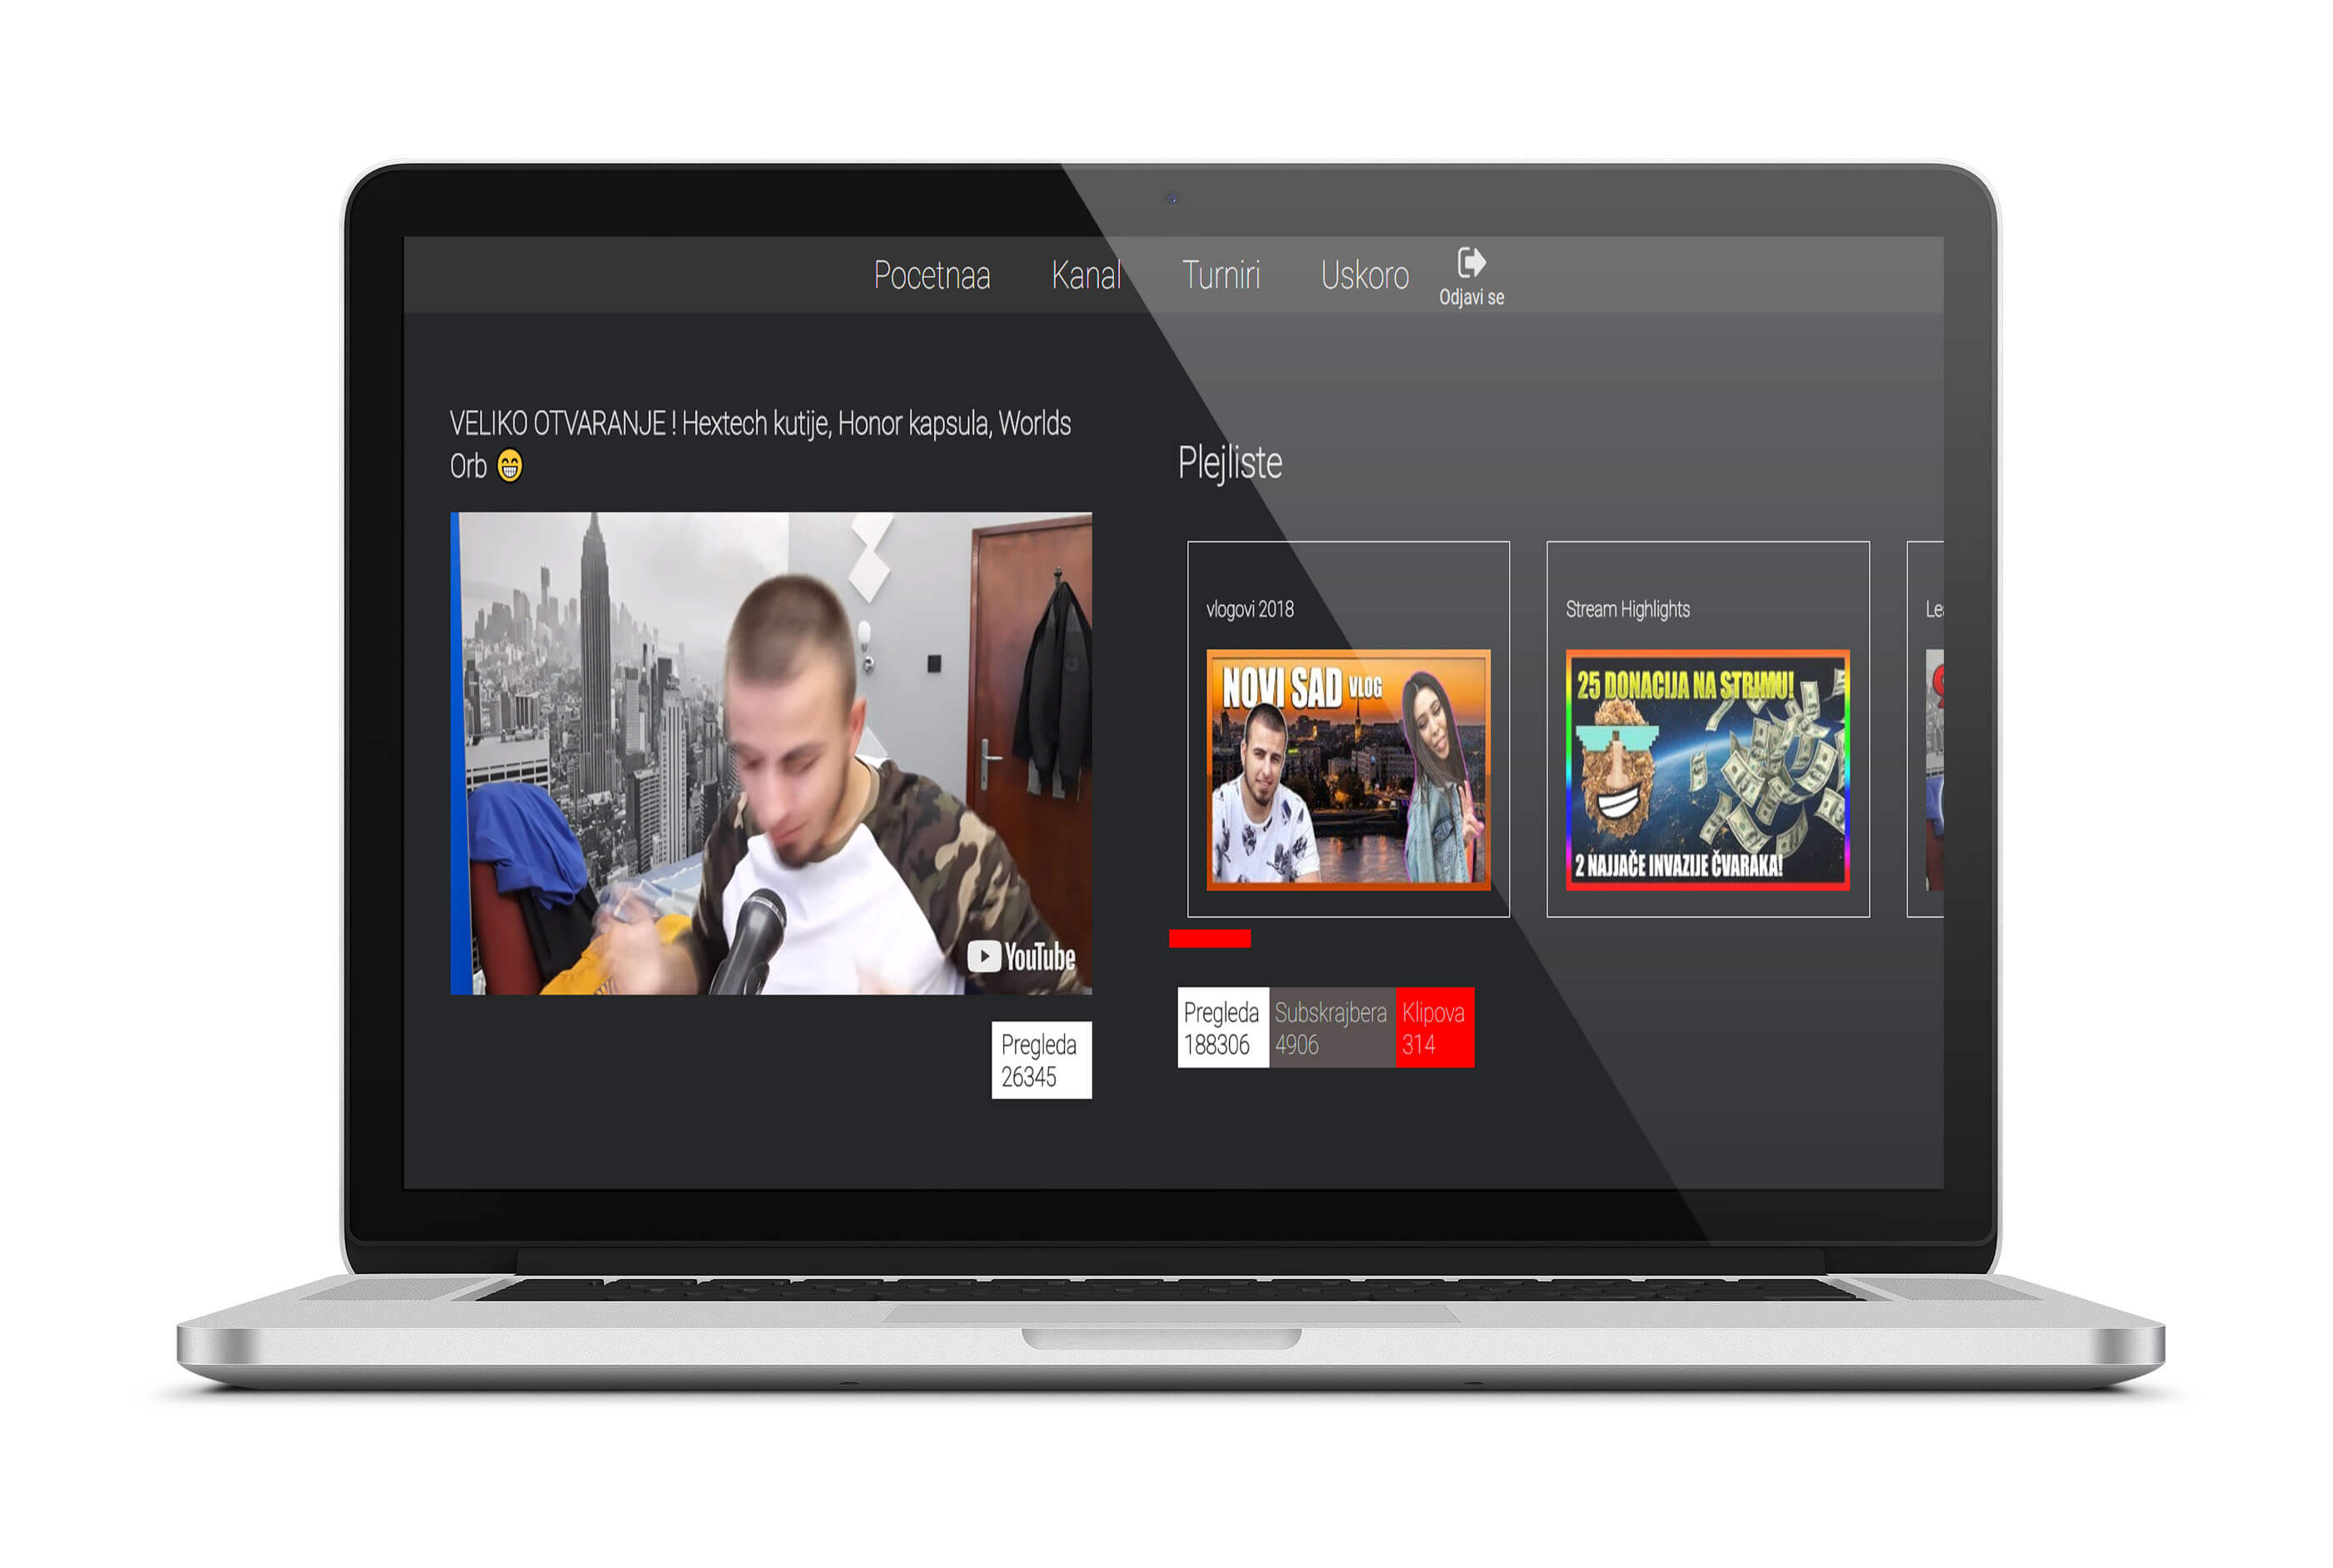 Pocetnaa Kanal Turniri Uskoro
Odjavi se
VELIKO OTVARANJE ! Hextech kutije, Honor kapsula, Worlds
Orb 😁
YouTube
Pregleda
26345
Plejliste
vlogovi 2018
NOVI SAD VLOG
Stream Highlights
25 DONACIJA NA STRIMU!
2 NAJJAČE INVAZIJE ČVARAKA!
Le
Pregleda
188306
Subskrajbera
4906
Klipova
314